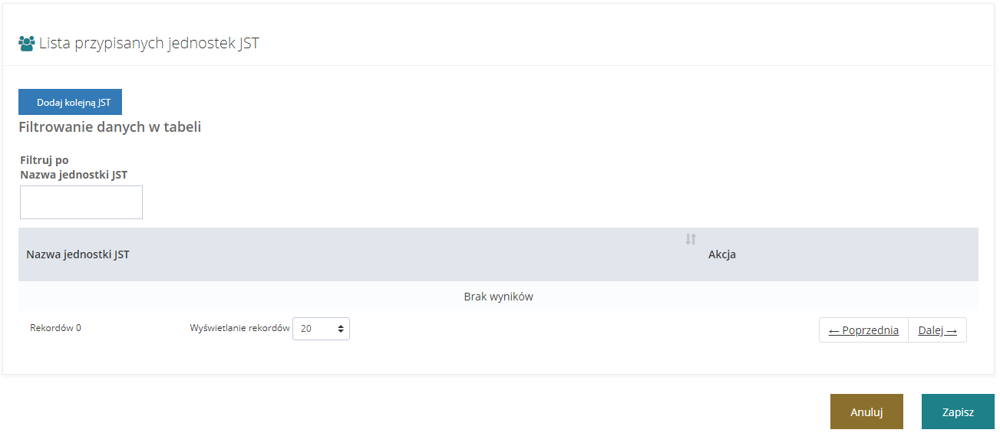 Lista przypisanych jednostek JST
Dodaj kolejną JST
Filtrowanie danych w tabeli
Filtruj po
Nazwa jednostki JST
Nazwa jednostki JST
Akcja
Brak wyników
Rekordów 0
Wyświetlanie rekordów 20
← Poprzednia
Dalej →
Anuluj
Zapisz